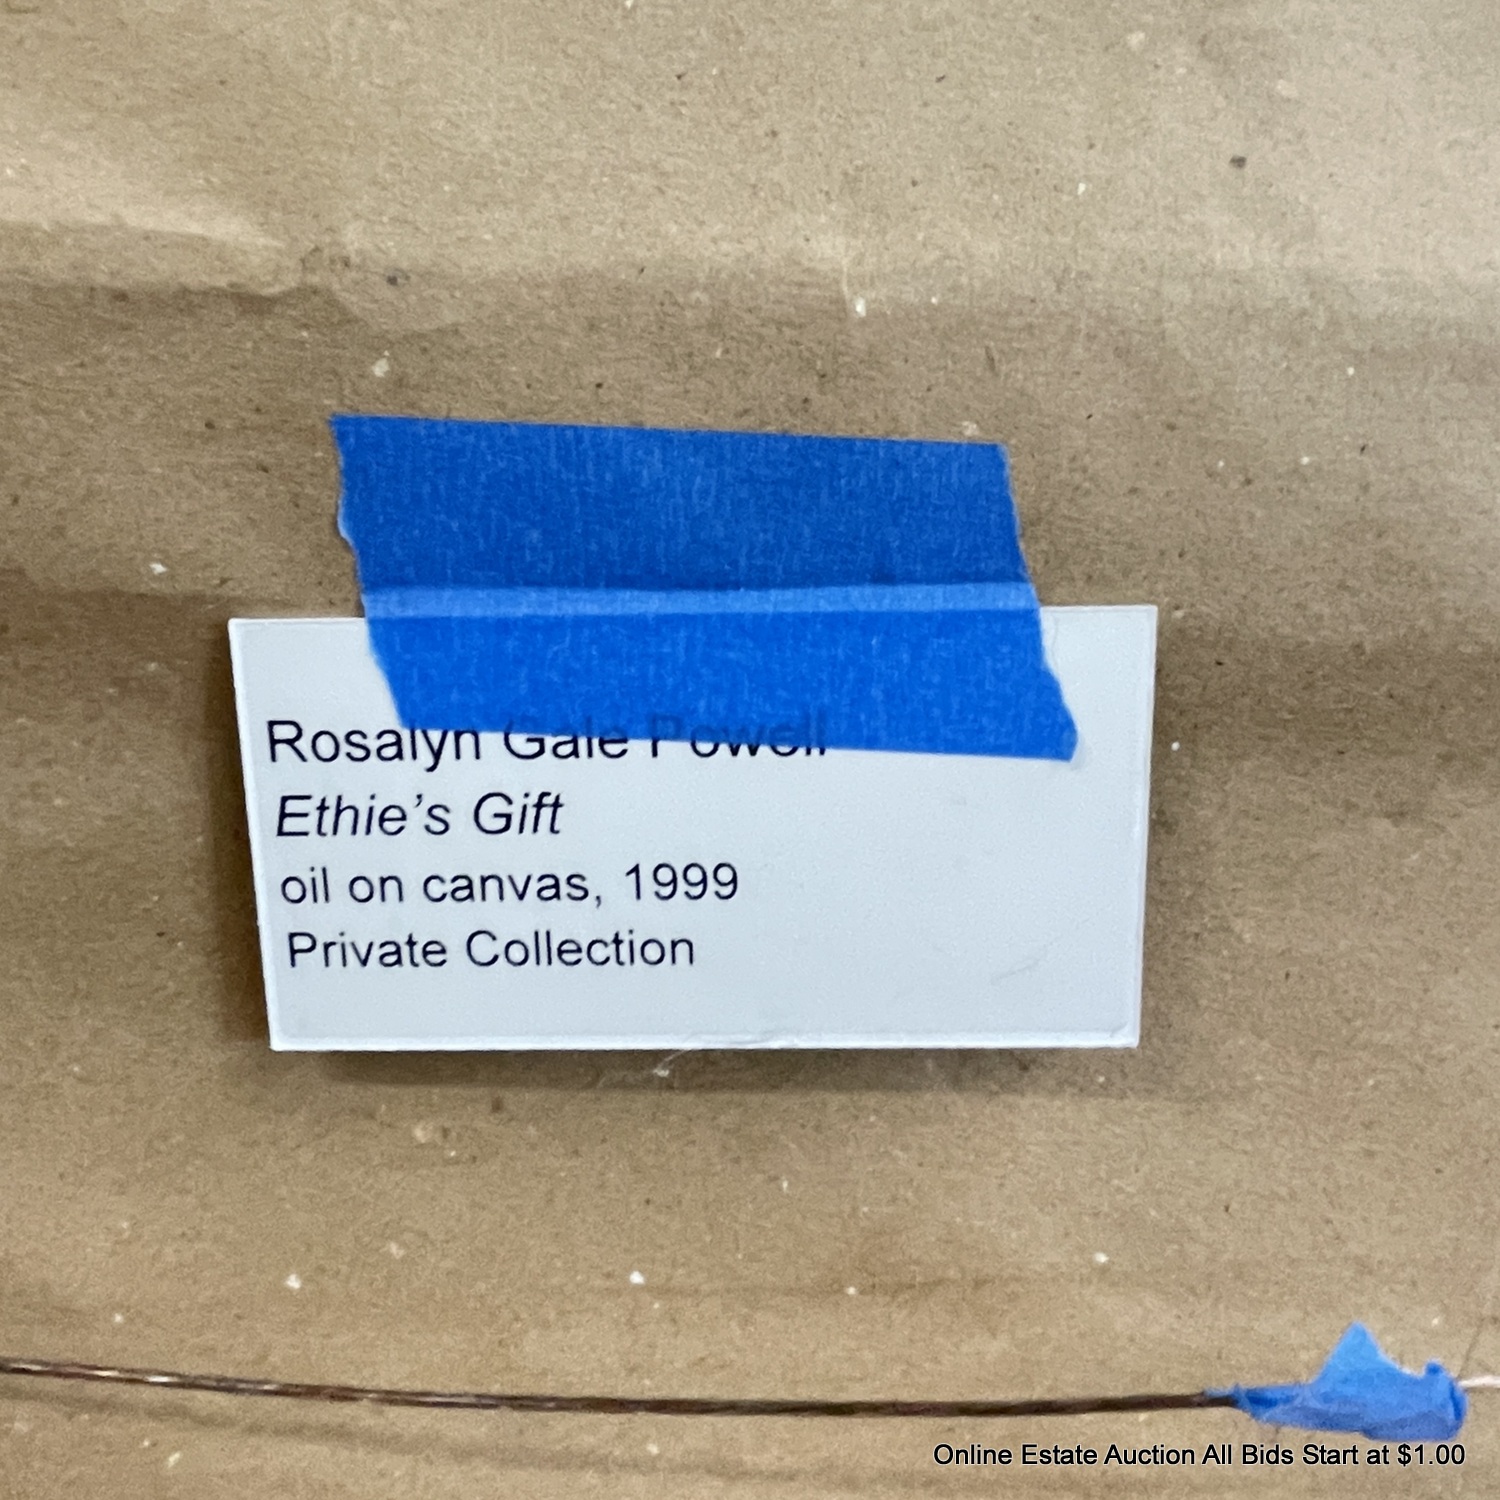 Rosalyn Gale Powell
Ethie's Gift
oil on canvas, 1999
Private Collection
Online Estate Auction All Bids Start at $1.00